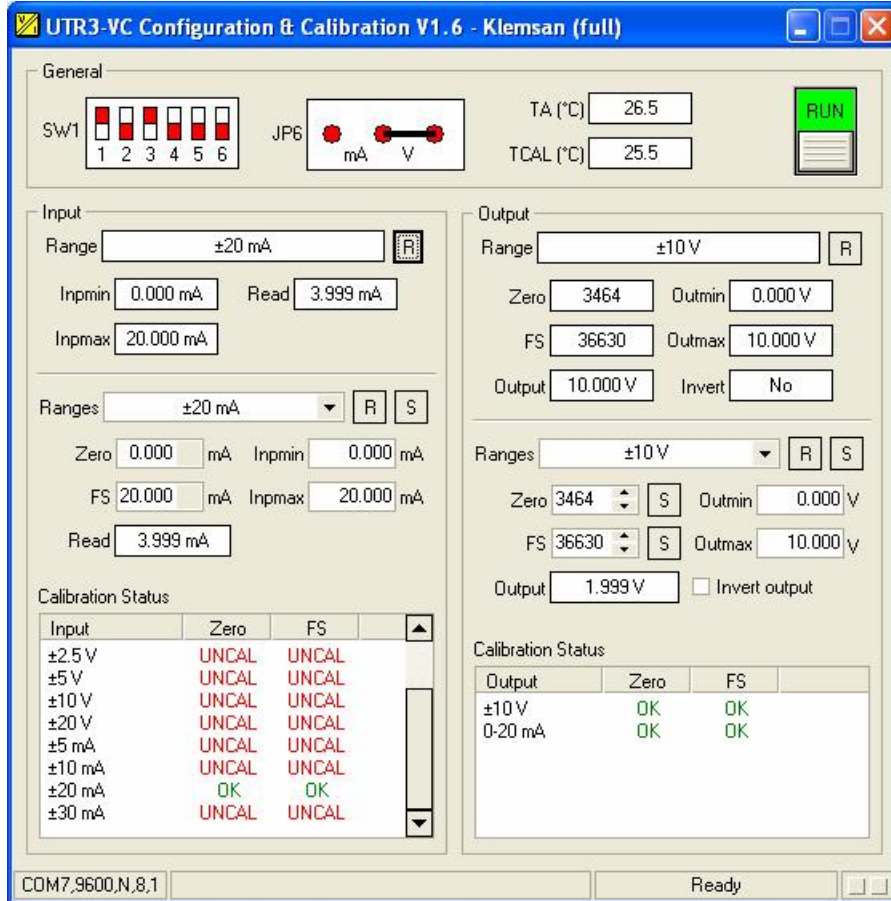 UTR3-VC Configuration & Calibration V1.6 - Klemsan (full)
General
SW1
1 2 3 4 5 6
JP6
mA V
TA (°C) 26.5
TCAL (°C) 25.5
RUN
Input
Range ±20 mA R
Inpmin 0.000 mA Read 3.999 mA
Inpmax 20.000 mA
Ranges ±20 mA R S
Zero 0.000 mA Inpmin 0.000 mA
FS 20.000 mA Inpmax 20.000 mA
Read 3.999 mA
Calibration Status
Input Zero FS
±2.5 V UNCAL UNCAL
±5 V UNCAL UNCAL
±10 V UNCAL UNCAL
±20 V UNCAL UNCAL
±5 mA UNCAL UNCAL
±10 mA UNCAL UNCAL
±20 mA OK OK
±30 mA UNCAL UNCAL
Output
Range ±10 V R
Zero 3464 Outmin 0.000 V
FS 36630 Outmax 10.000 V
Output 10.000 V Invert No
Ranges ±10 V R S
Zero 3464 S Outmin 0.000 V
FS 36630 S Outmax 10.000 V
Output 1.999 V Invert output
Calibration Status
Output Zero FS
±10 V OK OK
0-20 mA OK OK
COM7,9600,N,8,1 Ready